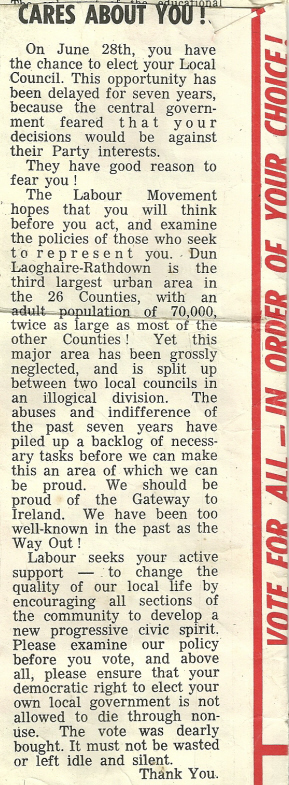 CARES ABOUT YOU !
On June 28th, you have
the chance to elect your Local
Council. This opportunity has
been delayed for seven years,
because the central govern-
ment feared that your
decisions would be against
their Party interests.
They have good reason to
fear you !
The Labour Movement
hopes that you will think
before you act, and examine
the policies of those who seek
to represent you. Dun
Laoghaire-Rathdown is the
third largest urban area in
the 26 Counties, with an
adult population of 70,000,
twice as large as most of the
other Counties ! Yet this
major area has been grossly
neglected, and is split up
between two local councils in
an illogical division. The
abuses and indifference of
the past seven years have
piled up a backlog of necess-
ary tasks before we can make
this an area of which we can
be proud. We should be
proud of the Gateway to
Ireland. We have been too
well-known in the past as the
Way Out !
Labour seeks your active
support — to change the
quality of our local life by
encouraging all sections of
the community to develop a
new progressive civic spirit.
Please examine our policy
before you vote, and above
all, please ensure that your
democratic right to elect your
own local government is not
allowed to die through non-
use. The vote was dearly
bought. It must not be wasted
or left idle and silent.
Thank You.
VOTE FOR ALL — IN ORDER OF YOUR CHOICE !